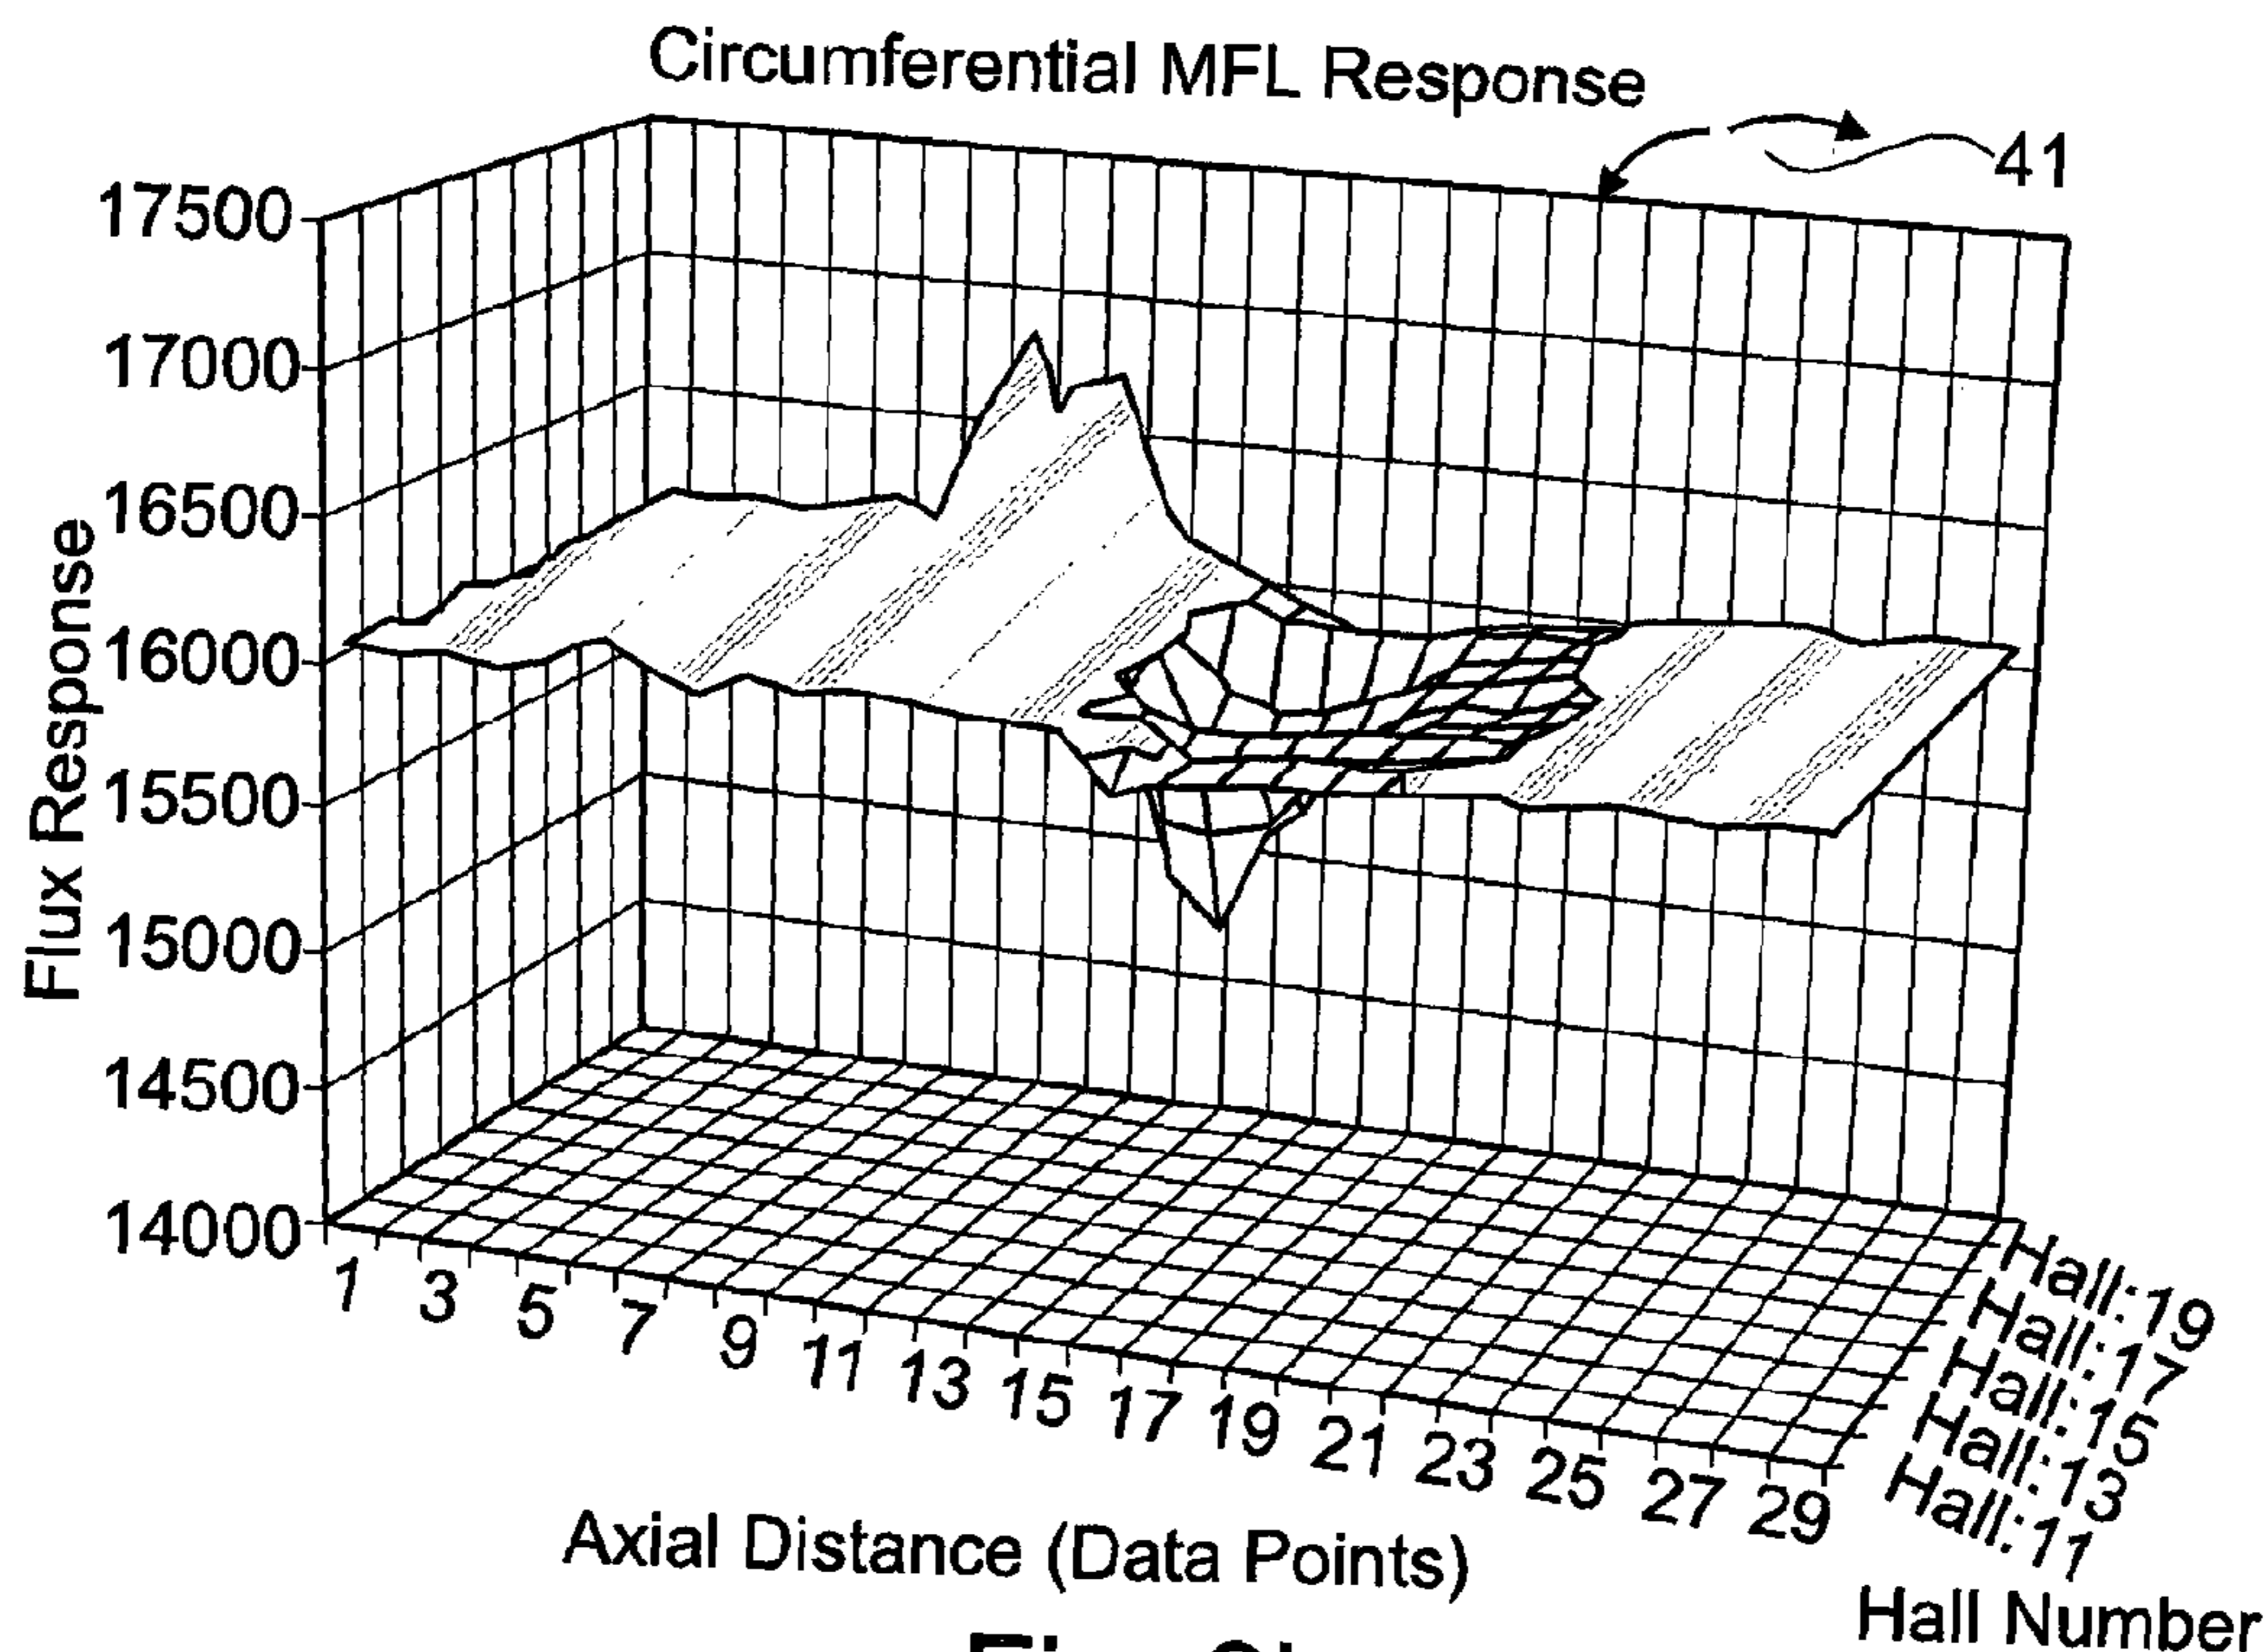 Circumferential MFL Response
41
17500
17000
16500
16000
15500
15000
14500
14000
Flux Response
1 3 5 7 9 11 13 15 17 19 21 23 25 27 29
Axial Distance (Data Points)
Hall:19
Hall:17
Hall:15
Hall:13
Hall:11
Hall Number